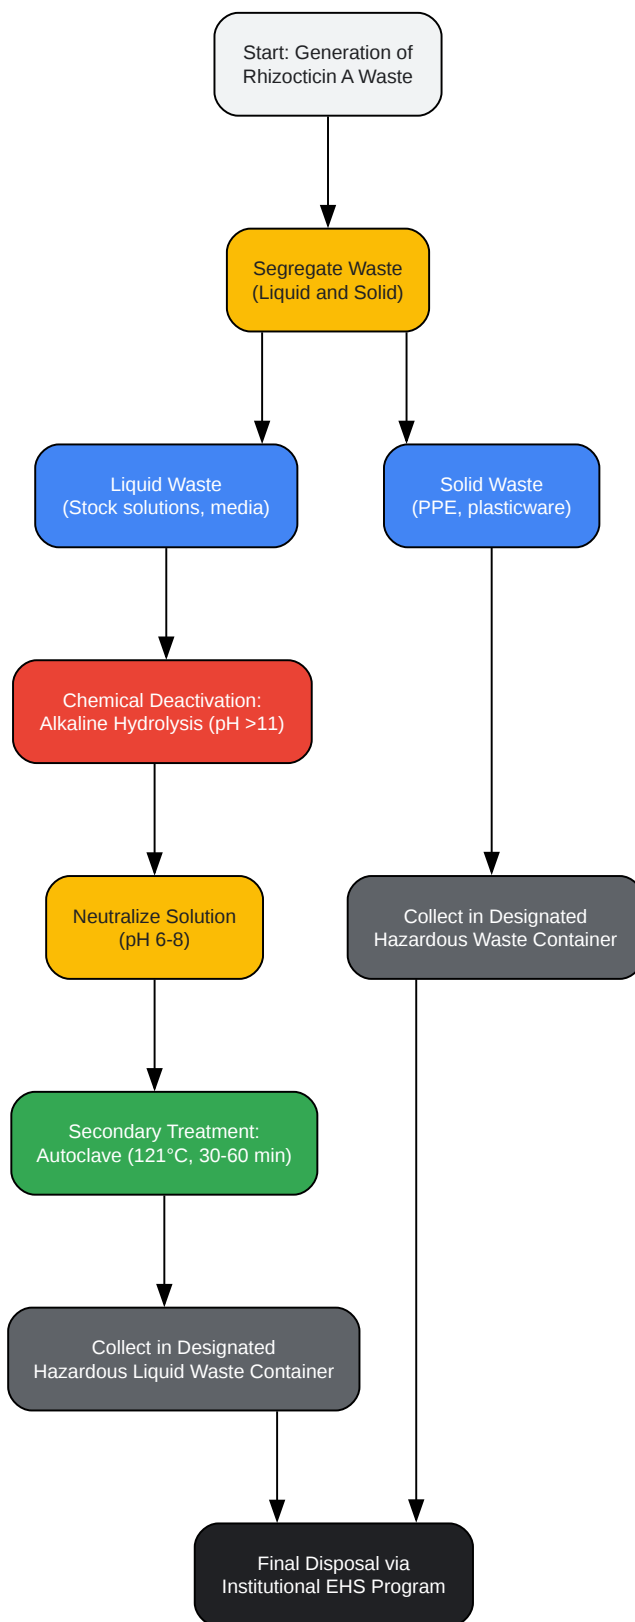 Start: Generation of
Rhizocticin A Waste
Segregate Waste
(Liquid and Solid)
Liquid Waste
(Stock solutions, media)
Solid Waste
(PPE, plasticware)
Chemical Deactivation:
Alkaline Hydrolysis (pH >11)
Neutralize Solution
(pH 6-8)
Collect in Designated
Hazardous Waste Container
Secondary Treatment:
Autoclave (121°C, 30-60 min)
Collect in Designated
Hazardous Liquid Waste Container
Final Disposal via
Institutional EHS Program